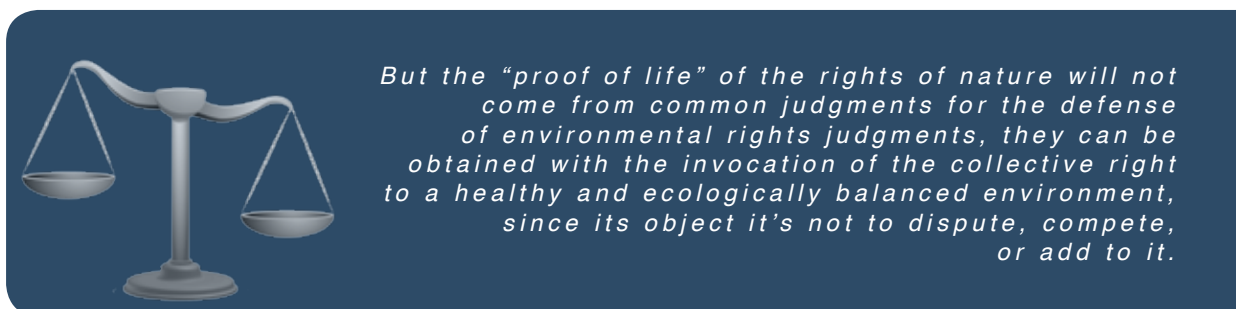 But the “proof of life” of the rights of nature will not
come from common judgments for the defense
of environmental rights judgments, they can be
obtained with the invocation of the collective right
to a healthy and ecologically balanced environment,
since its object it’s not to dispute, compete,
or add to it.